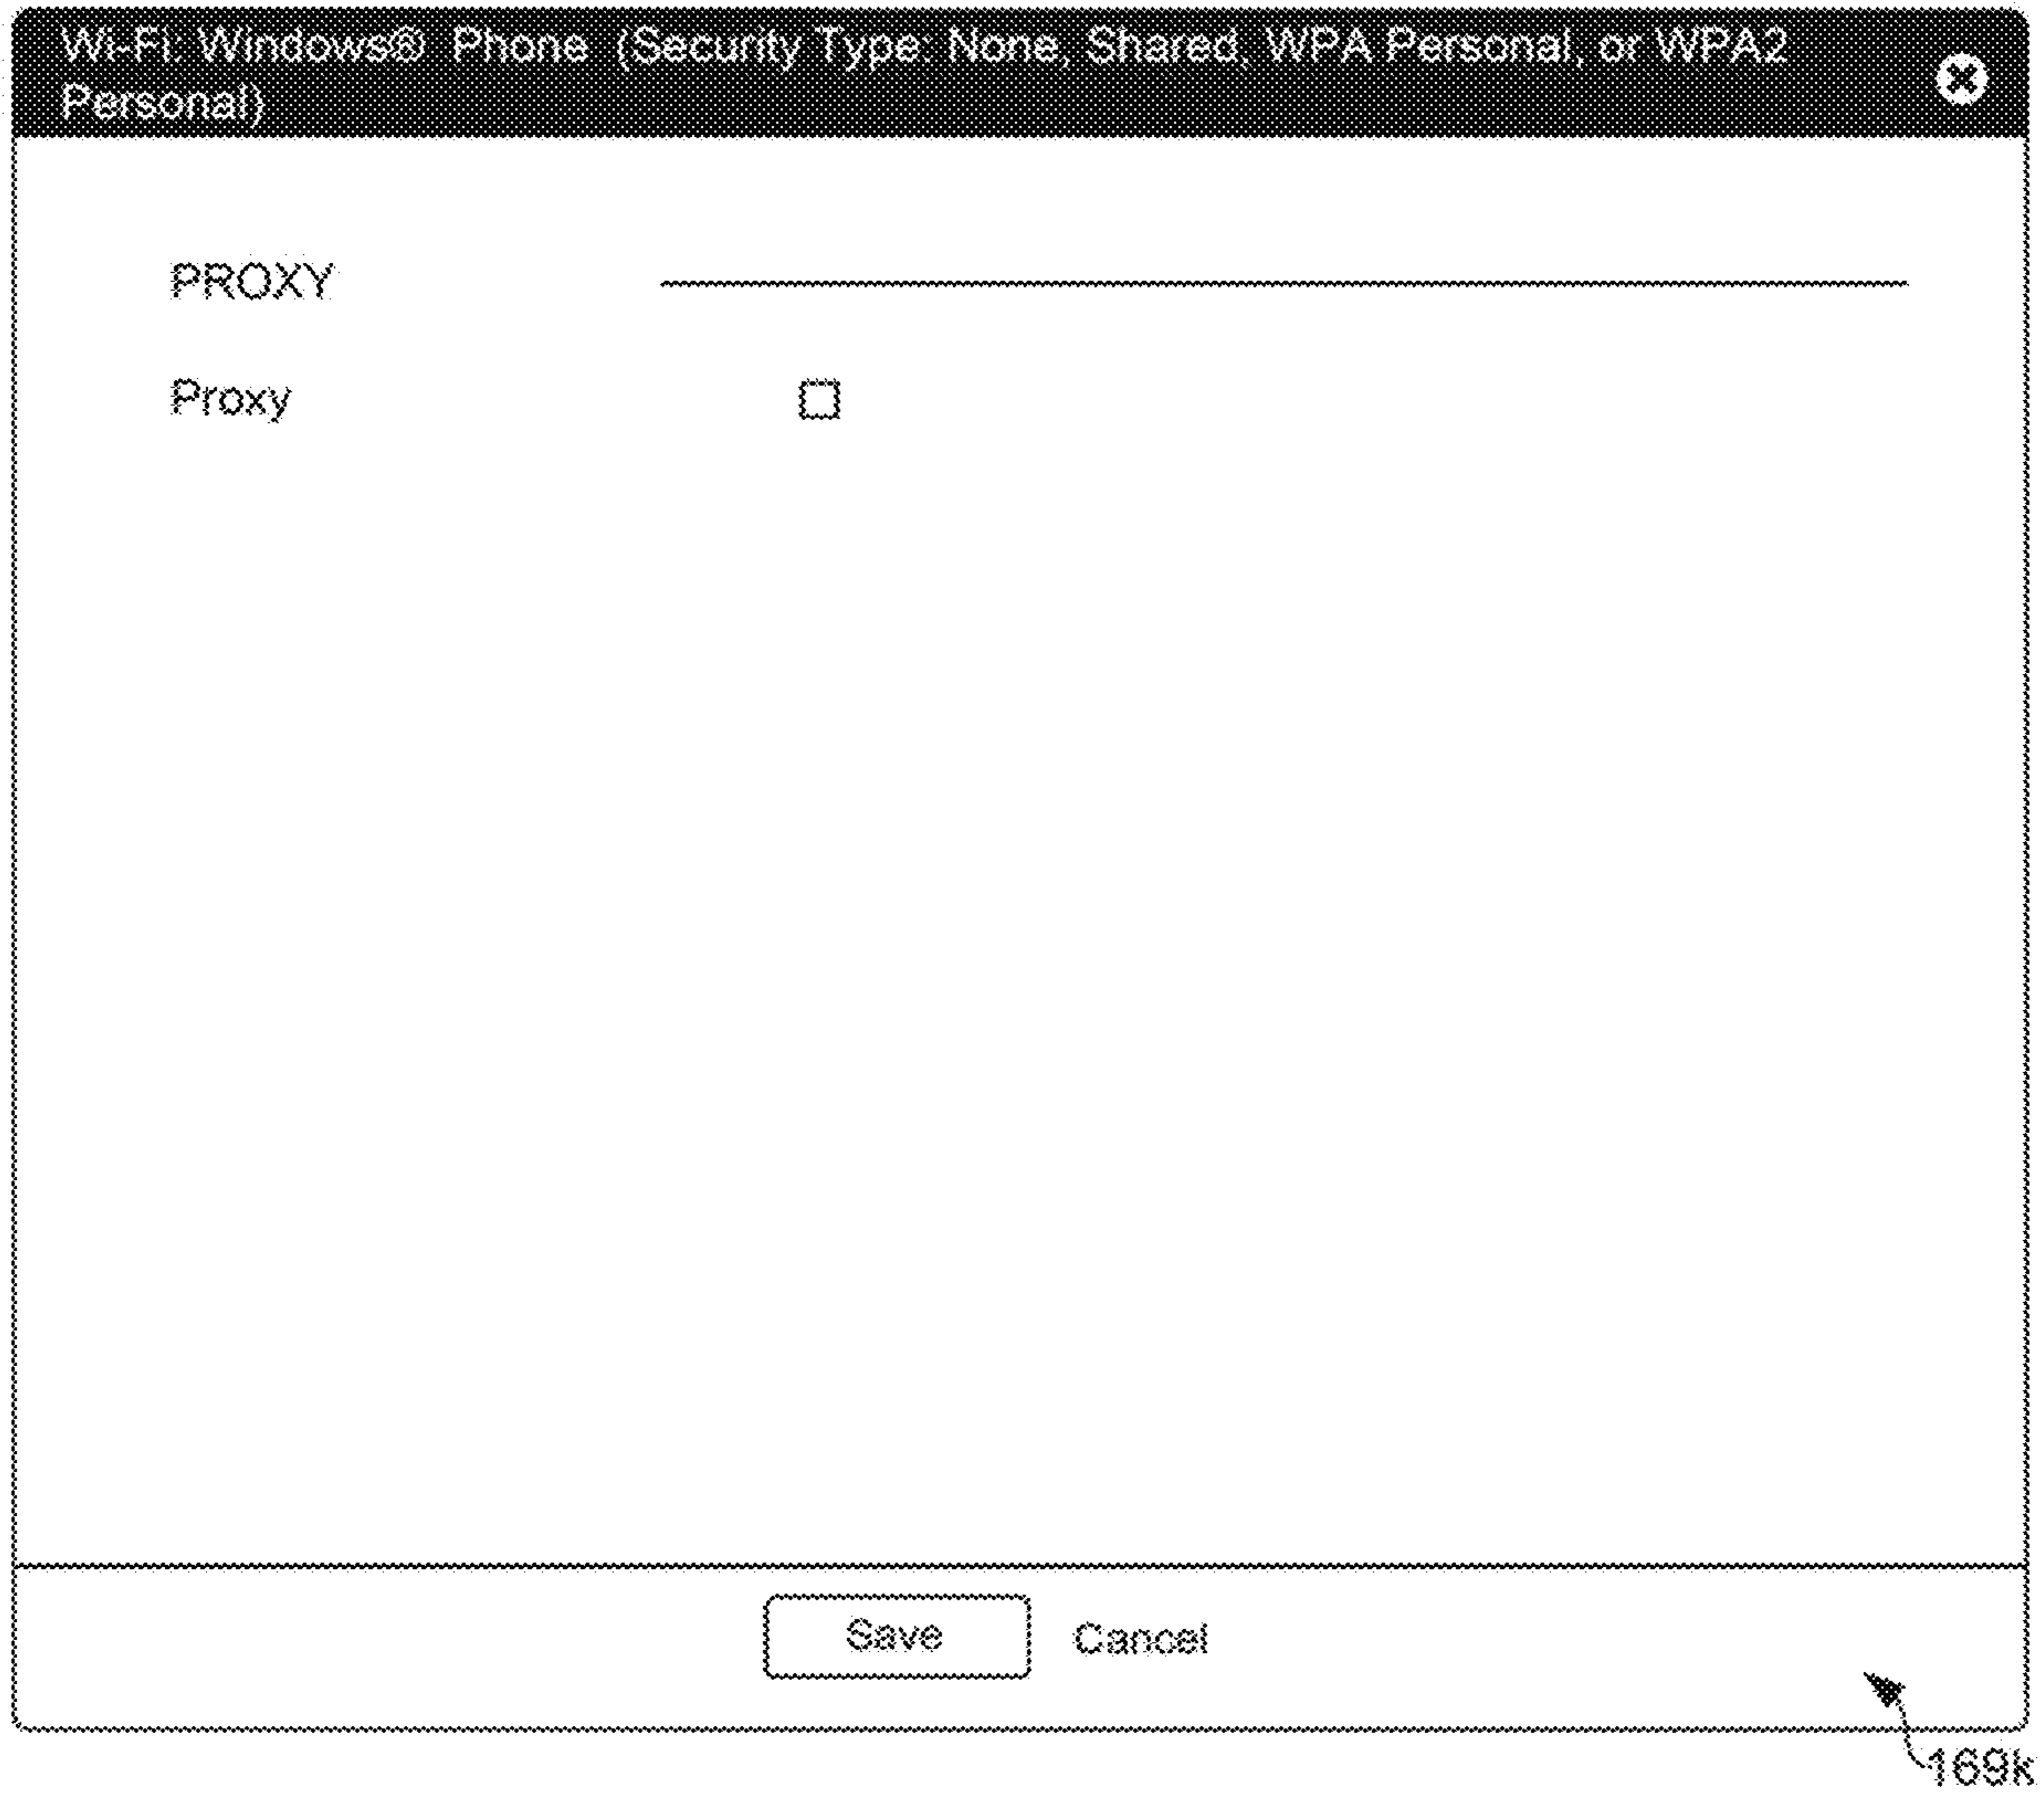 Wi-Fi: Windows® Phone (Security Type: None, Shared, WPA Personal, or WPA2
Personal)
PROXY
Proxy
Save Cancel
169k